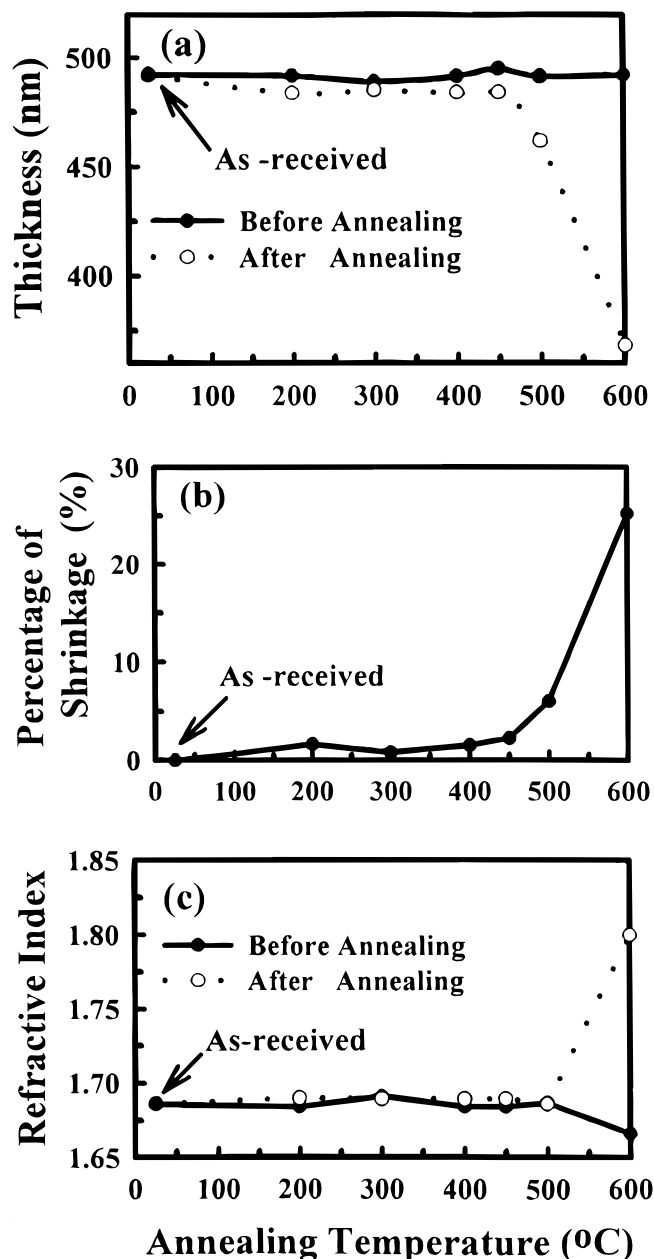 (a)
Thickness (nm)
500
450
400
As -received
Before Annealing
After Annealing
0 100 200 300 400 500 600
(b)
Percentage of
Shrinkage (%)
30
20
10
0
As -received
0 100 200 300 400 500 600
(c)
Refractive Index
1.85
1.80
1.75
1.70
1.65
Before Annealing
After Annealing
As-received
0 100 200 300 400 500 600
Annealing Temperature (ºC)